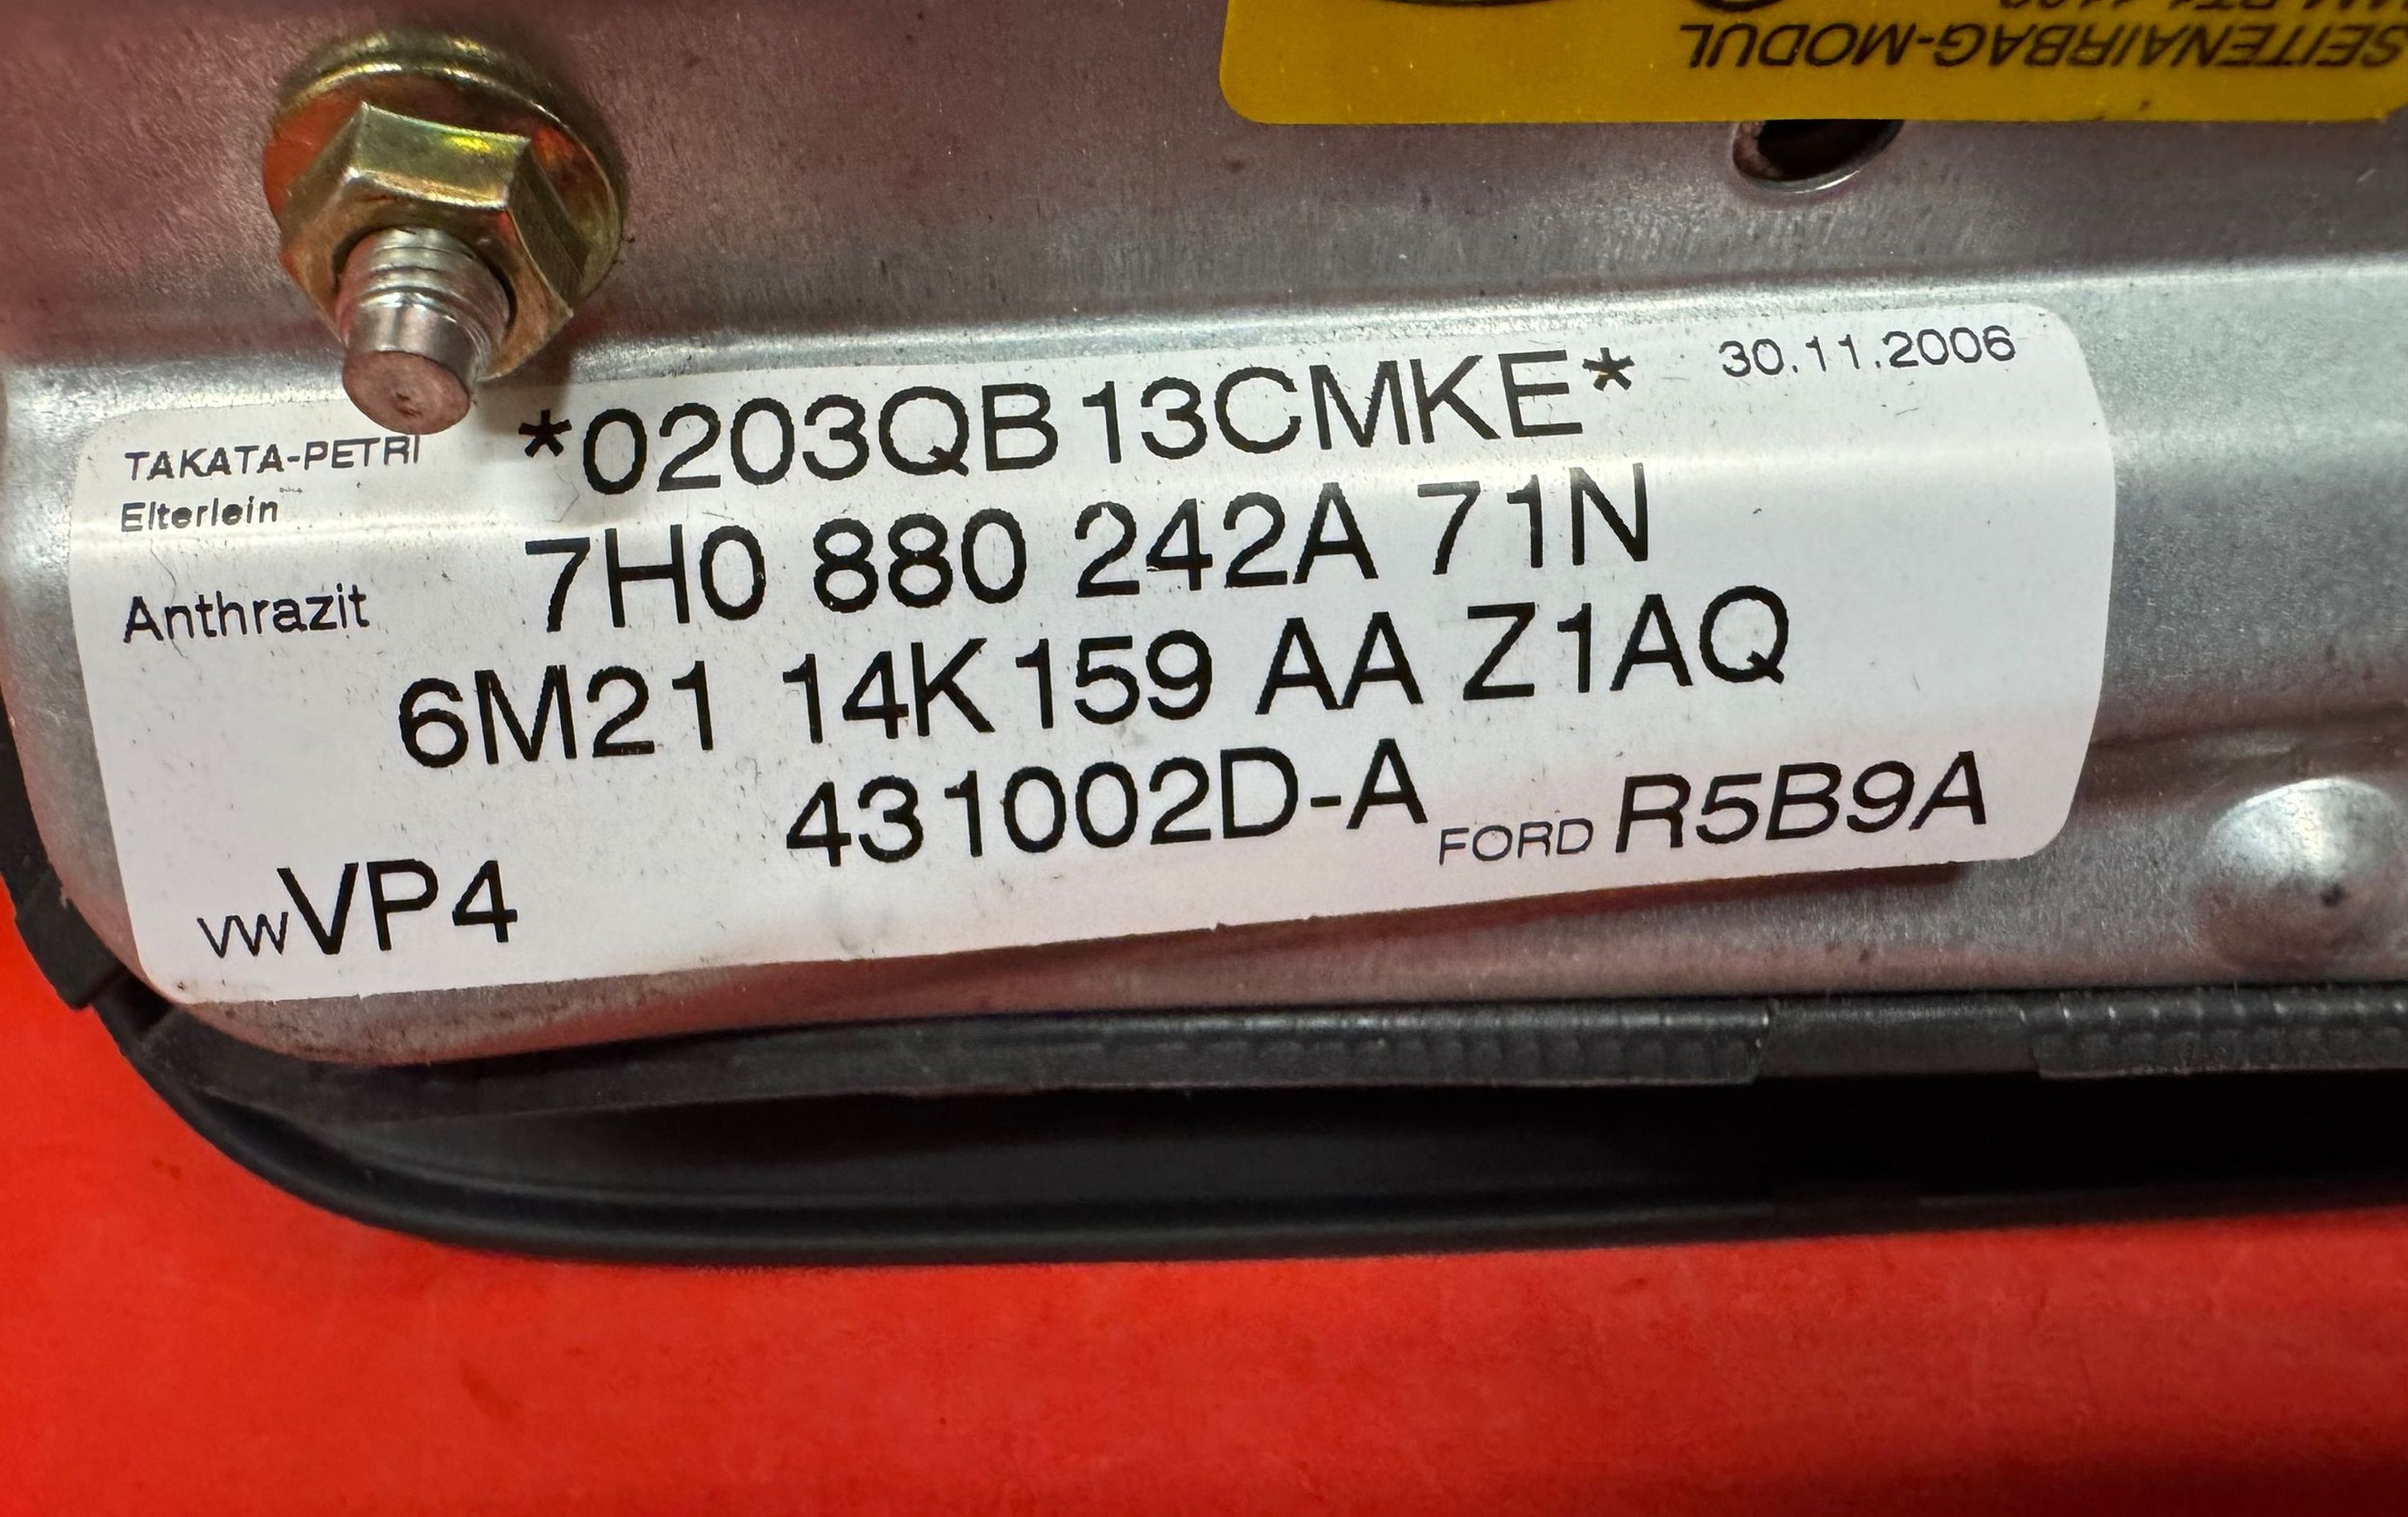 SEITENAIRBAG-MODUL
30.11.2006
*0203QB13CMKE*
TAKATA-PETRI
Elterlein
7H0 880 242A 71N
Anthrazit
6M21 14K159 AA Z1AQ
431002D-A
FORD R5B9A
VW VP4